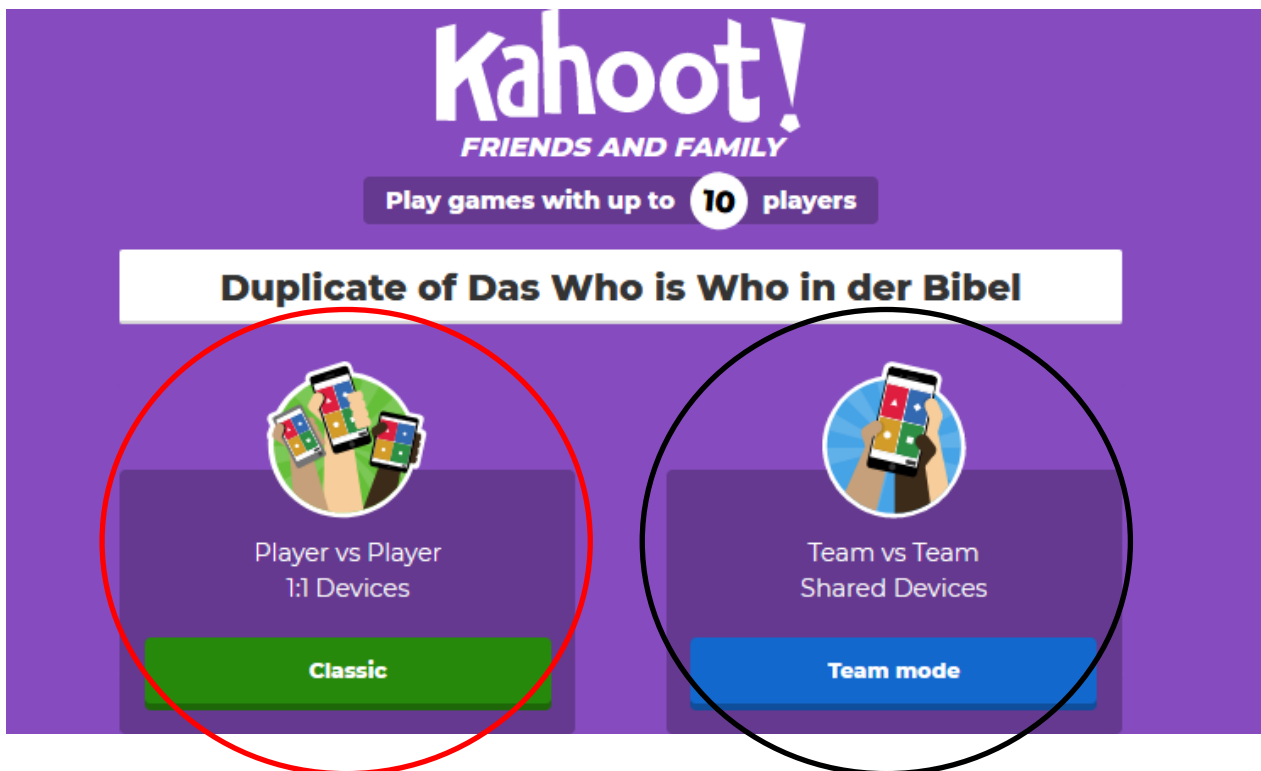 Kahoot!
FRIENDS AND FAMILY
Play games with up to 10 players
Duplicate of Das Who is Who in der Bibel
Player vs Player
1:1 Devices
Classic
Team vs Team
Shared Devices
Team mode